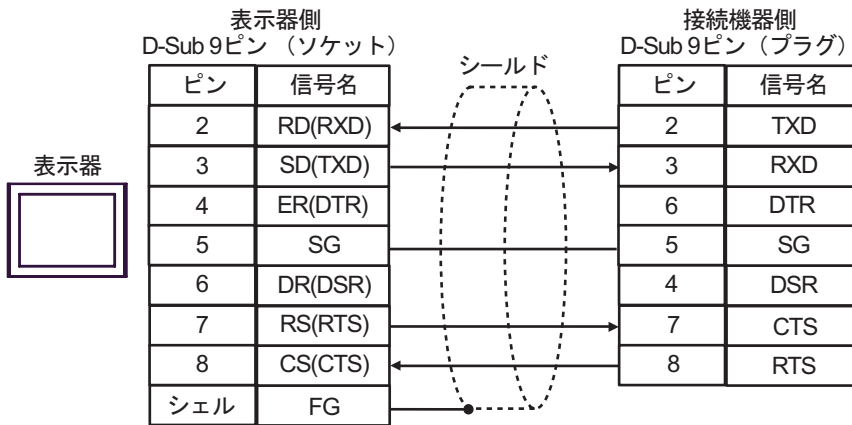 表示器側
D-Sub 9ピン （ソケット）
接続機器側
D-Sub 9ピン（プラグ）
シールド
表示器
ピン 信号名
2 RD(RXD)
3 SD(TXD)
4 ER(DTR)
5 SG
6 DR(DSR)
7 RS(RTS)
8 CS(CTS)
シェル FG
ピン 信号名
2 TXD
3 RXD
6 DTR
5 SG
4 DSR
7 CTS
8 RTS